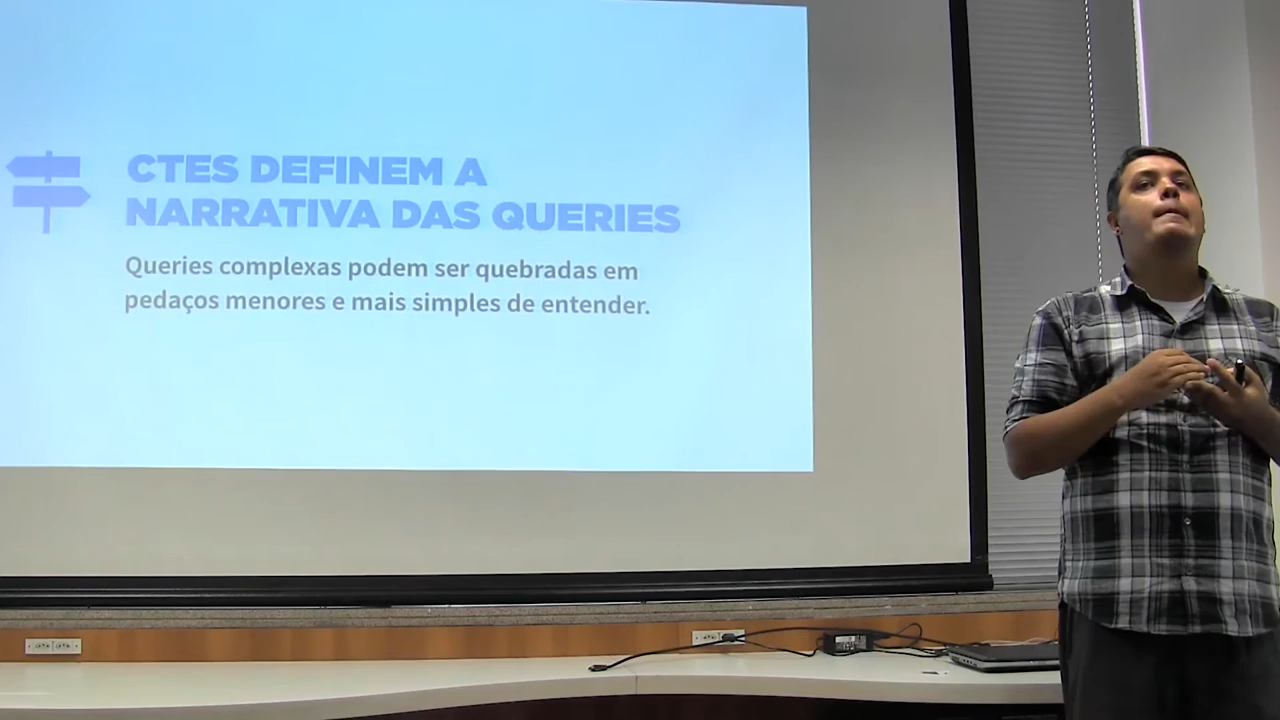 CTES DEFINEM A
NARRATIVA DAS QUERIES
Queries complexas podem ser quebradas em
pedaços menores e mais simples de entender.